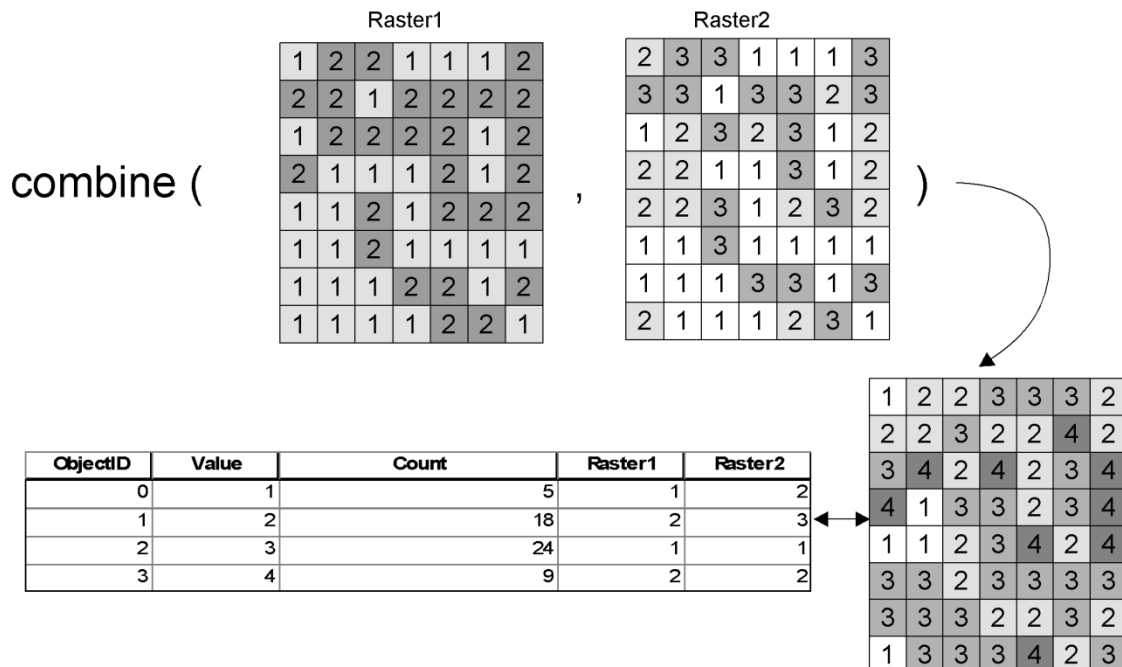 Raster1 Raster2
1 2 2 1 1 1 2
2 2 1 2 2 2 2
1 2 2 2 2 1 2
2 1 1 1 2 1 2
1 1 2 1 2 2 2
1 1 2 1 1 1 1
1 1 1 2 2 1 2
1 1 1 1 2 2 1
2 3 3 1 1 1 3
3 3 1 3 3 2 3
1 2 3 2 3 1 2
2 2 1 1 3 1 2
2 2 3 1 2 3 2
1 1 3 1 1 1 1
1 1 1 3 3 1 3
2 1 1 1 2 3 1
combine ( , )
ObjectID Value Count Raster1 Raster2
0 1 5 1 2
1 2 18 2 3
2 3 24 1 1
3 4 9 2 2
1 2 2 3 3 3 2
2 2 3 2 2 4 2
3 4 2 4 2 3 4
4 1 3 3 2 3 4
1 1 2 3 4 2 4
3 3 2 3 3 3 3
3 3 3 2 2 3 2
1 3 3 3 4 2 3